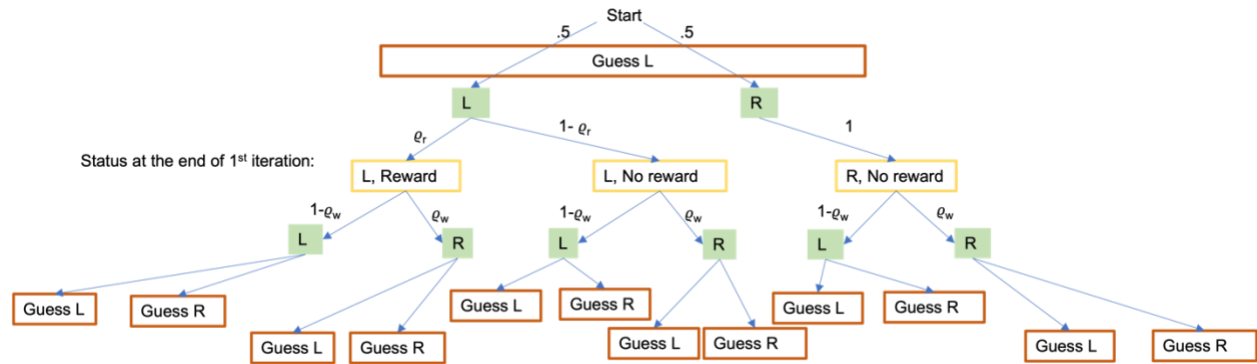 Start
.5 .5
Guess L
L R
ϱr 1- ϱr 1
Status at the end of 1st iteration:
L, Reward L, No reward R, No reward
1-ϱw ϱw 1-ϱw ϱw 1-ϱw ϱw
L R L R L R
Guess L Guess R Guess L Guess R Guess L Guess R
Guess L Guess R Guess L Guess R Guess L Guess R